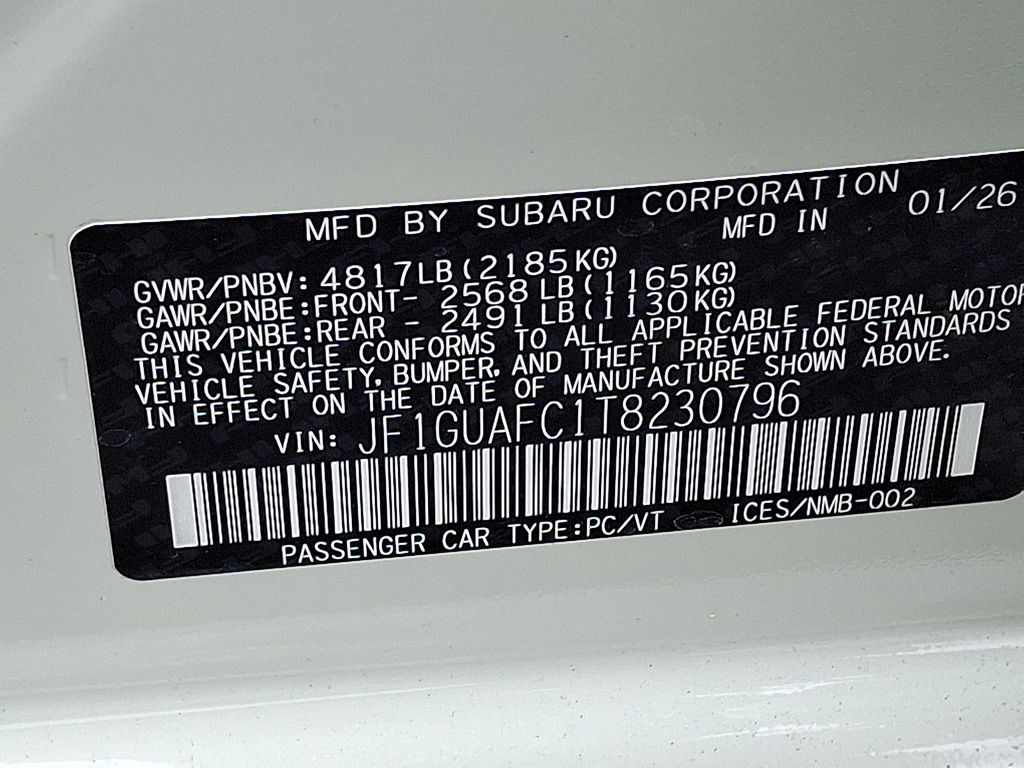 MFD BY SUBARU CORPORATION
MFD IN 01/26
GVWR/PNBV: 4817LB (2185KG)
GAWR/PNBE:FRONT- 2568 LB (1165KG)
GAWR/PNBE:REAR - 2491 LB (1130KG)
THIS VEHICLE CONFORMS TO ALL APPLICABLE FEDERAL MOTOR
VEHICLE SAFETY, BUMPER, AND THEFT PREVENTION STANDARDS
IN EFFECT ON THE DATE OF MANUFACTURE SHOWN ABOVE.
VIN: JF1GUAFC1T8230796
PASSENGER CAR TYPE:PC/VT ICES/NMB-002